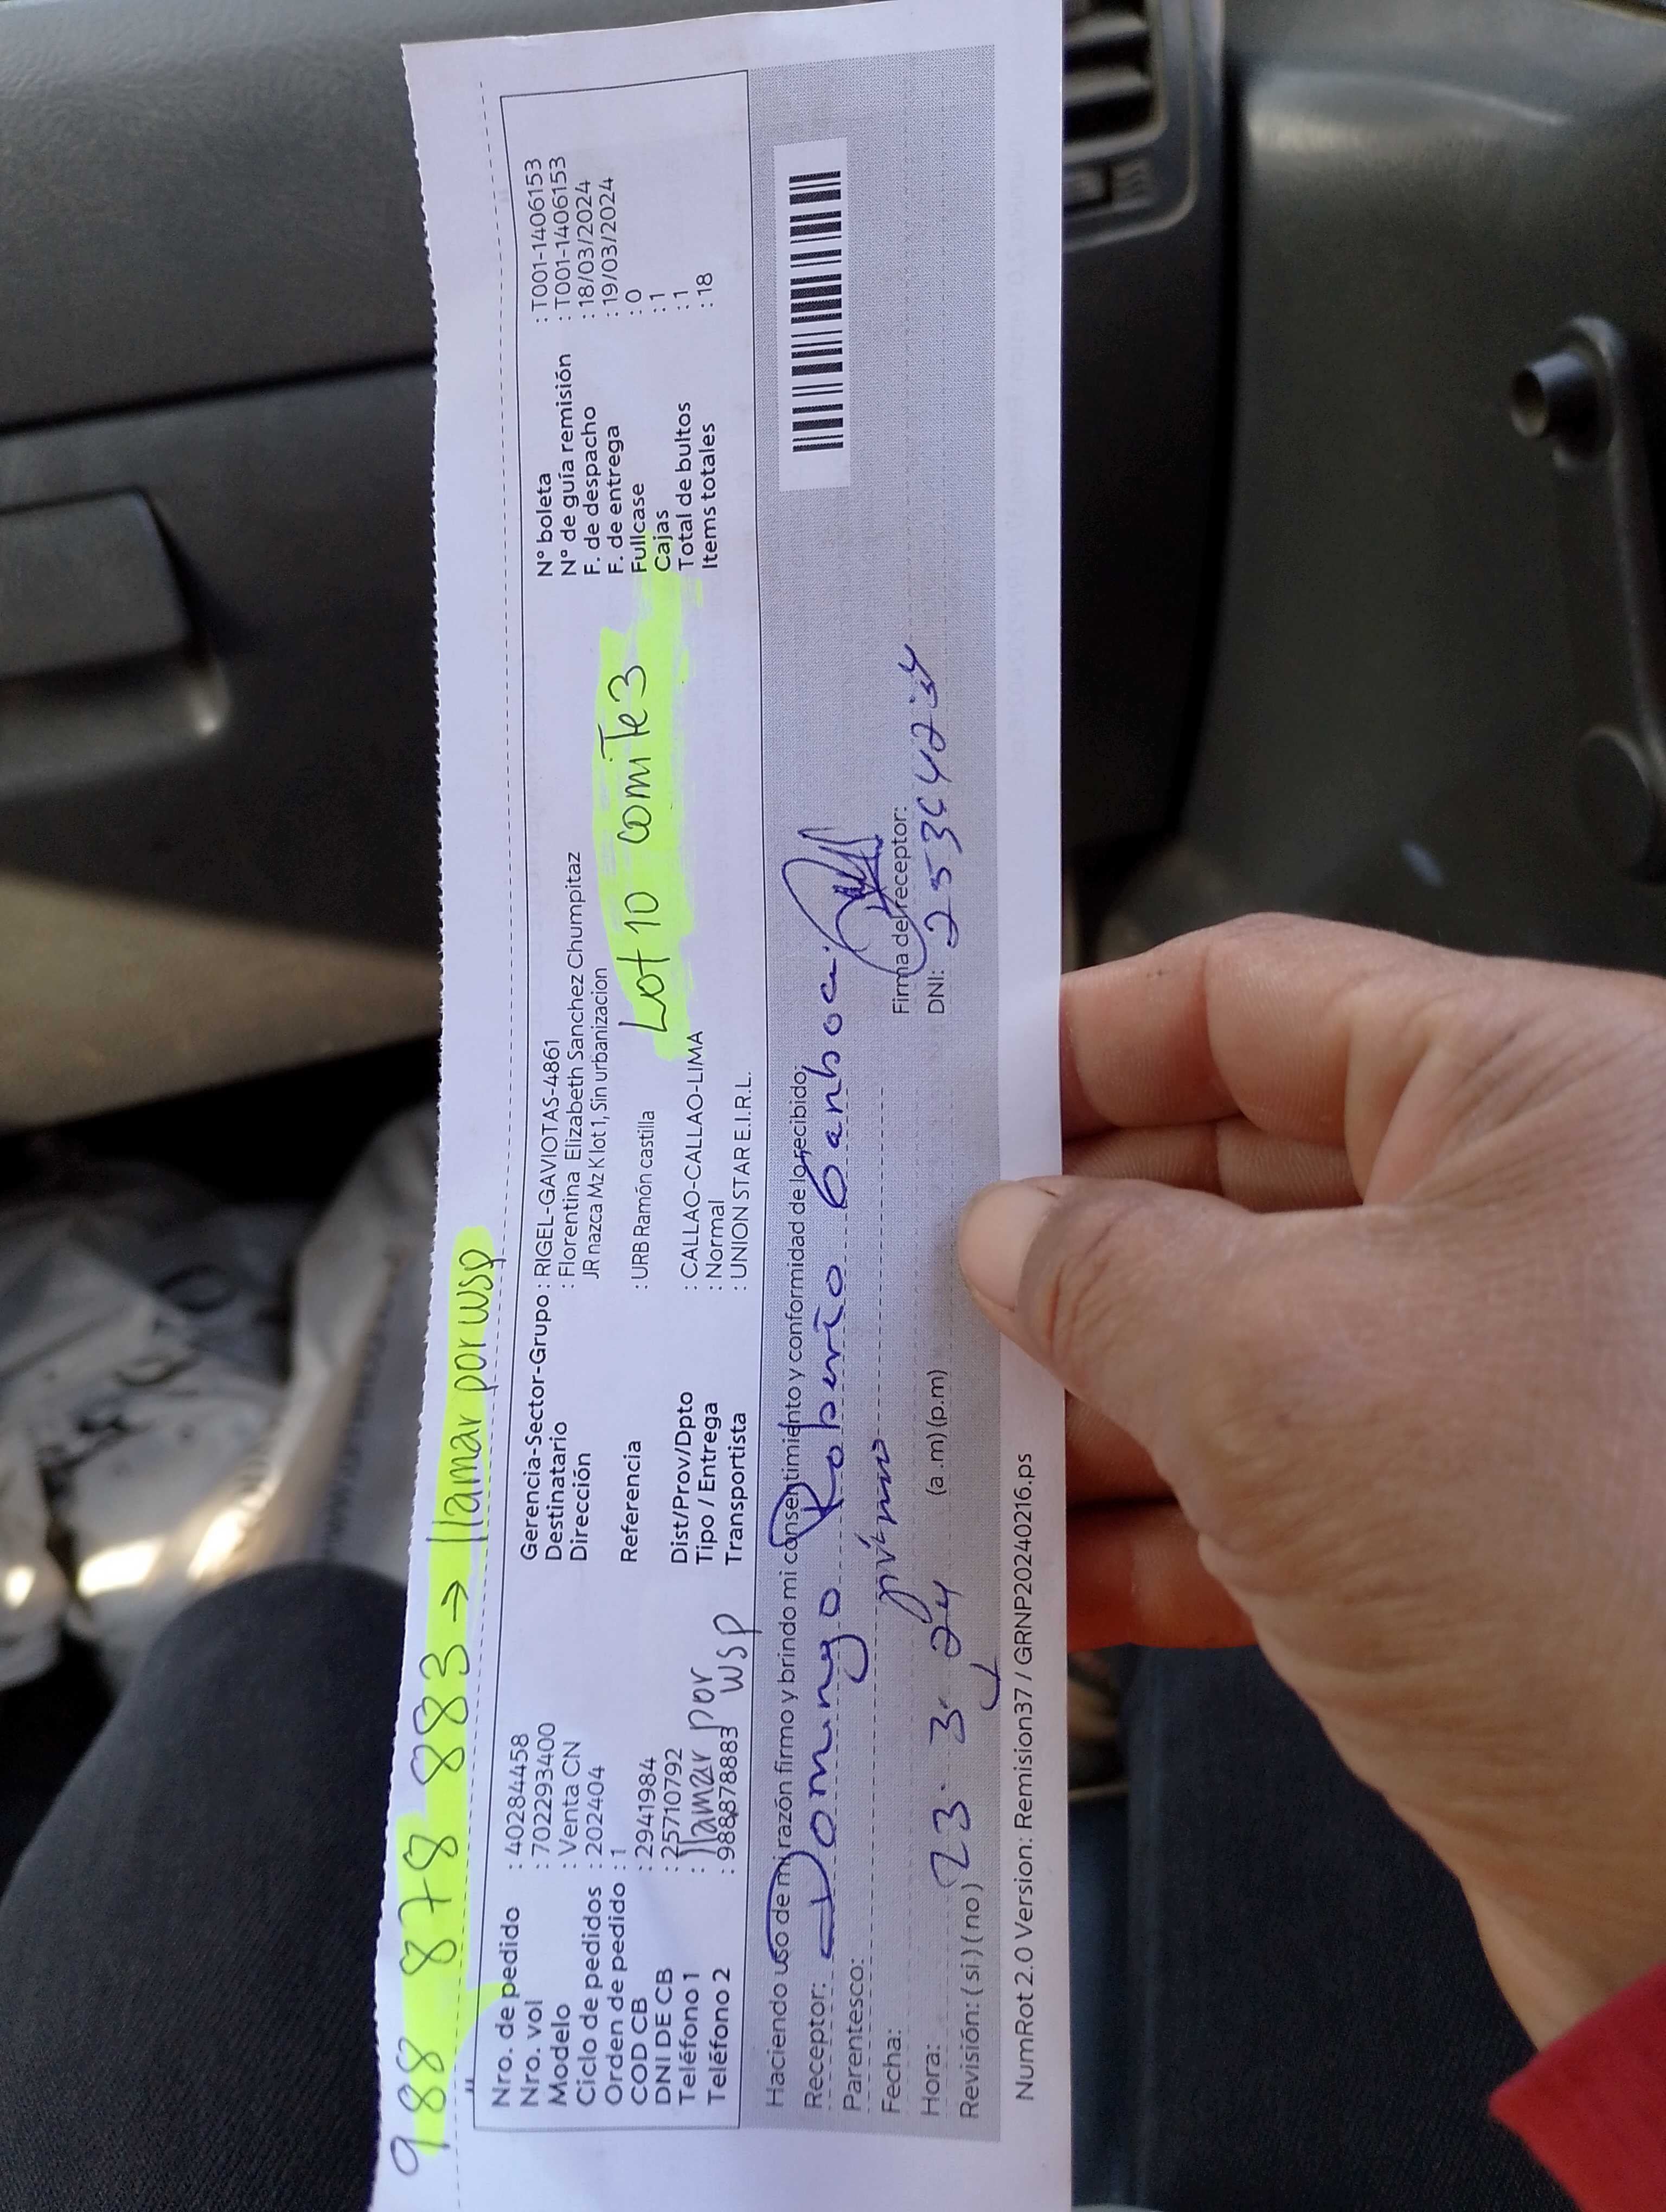 988 878 883 → llamar por wsp
Nro. de pedido : 40284458
Nro. vol : 702293400
Modelo : Venta CN
Ciclo de pedidos : 202404
Orden de pedido : 1
COD CB : 2941984
DNI DE CB : 25710792
Teléfono 1 : llamar por
Teléfono 2 : 988878883 wsp
Gerencia-Sector-Grupo : RIGEL-GAVIOTAS-4861
Destinatario : Florentina Elizabeth Sanchez Chumpitaz
Dirección JR nazca Mz K lot 1, Sin urbanizacion
Lot 10 comiTe 3
Referencia : URB Ramón castilla
Dist/Prov/Dpto : CALLAO-CALLAO-LIMA
Tipo / Entrega : Normal
Transportista : UNION STAR E.I.R.L.
N° boleta : T001-1406153
N° de guía remisión : T001-1406153
F. de despacho : 18/03/2024
F. de entrega : 19/03/2024
Fullcase : 0
Cajas : 1
Total de bultos : 1
Items totales : 18
Haciendo uso de mi razón firmo y brindo mi consentimiento y conformidad de lo recibido:
Receptor: Domingo
Parentesco: primo
Fecha:
Hora: 23. 3. 24 (a.m) (p.m)
Revisión: ( si ) ( no )
Firma del receptor:
DNI:
NumRot 2.0 Version: Remision37 / GRNP20240216.ps